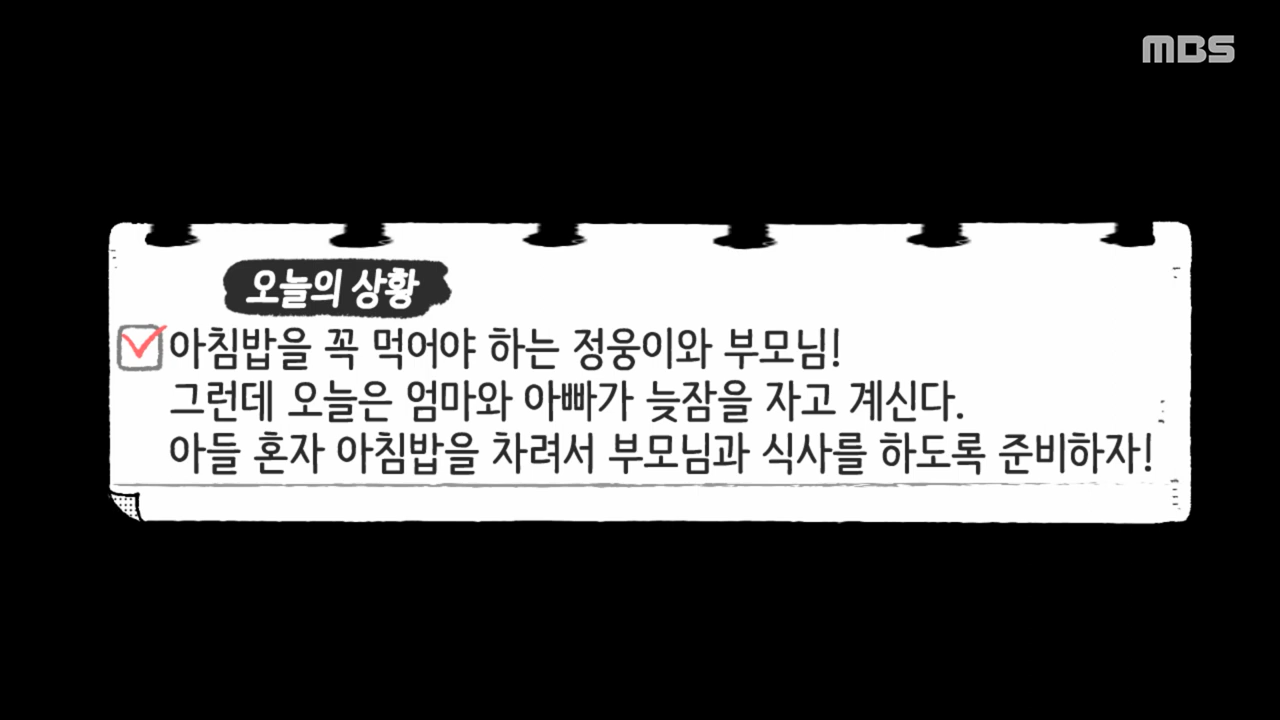 MBS
오늘의 상황
아침밥을 꼭 먹어야 하는 정웅이와 부모님!
그런데 오늘은 엄마와 아빠가 늦잠을 자고 계신다.
아들 혼자 아침밥을 차려서 부모님과 식사를 하도록 준비하자!